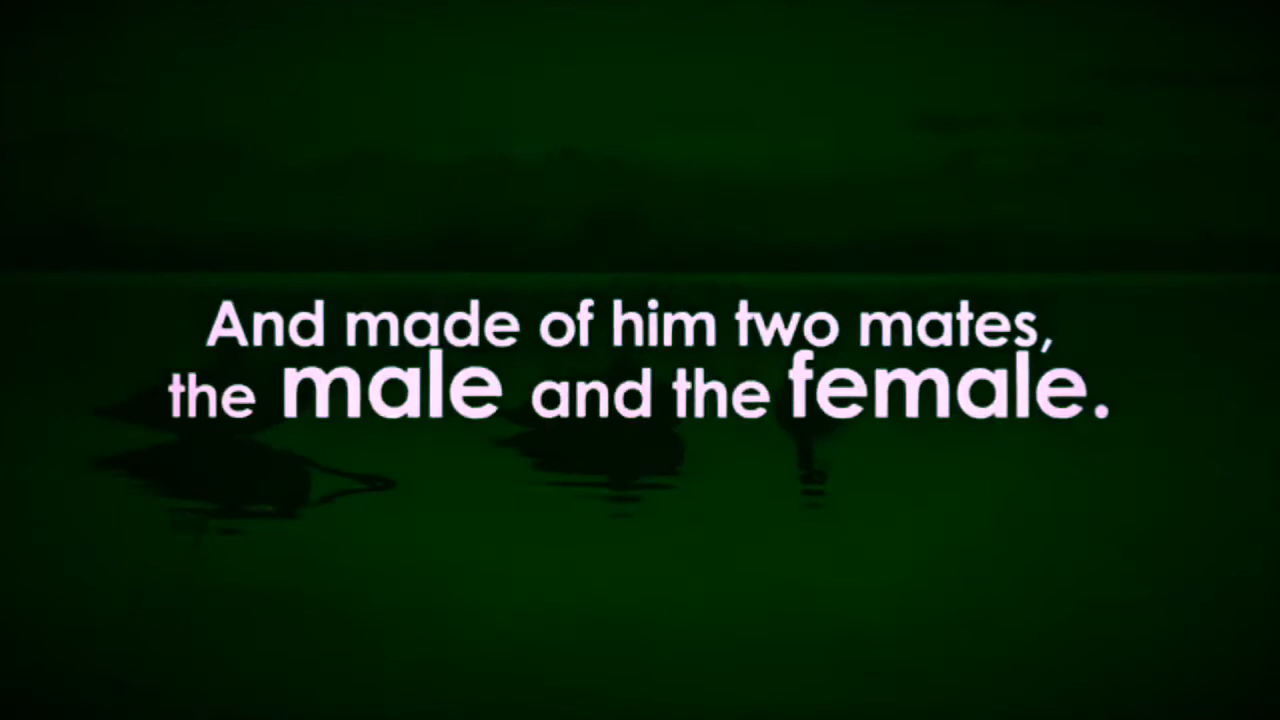 And made of him two mates,
the male and the female.